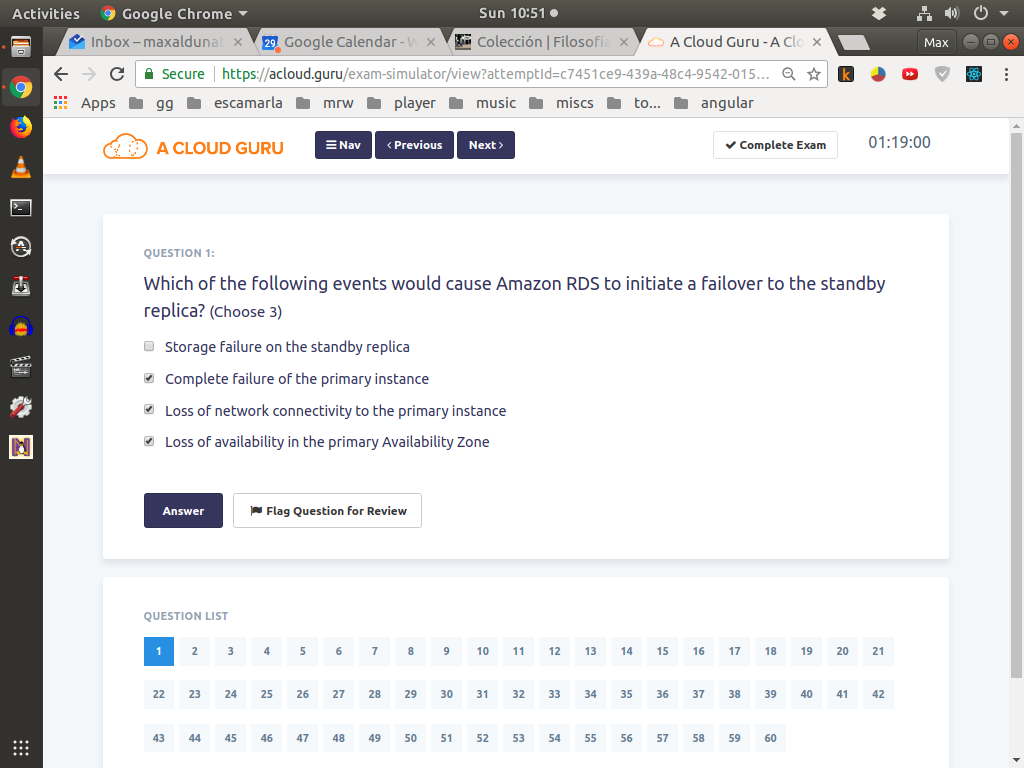 Activities Google Chrome Sun 10:51
Inbox – maxaldunat Google Calendar - W Colección | Filosofía A Cloud Guru - A Clo Max
Secure https://acloud.guru/exam-simulator/view?attemptId=c7451ce9-439a-48c4-9542-015...
Apps gg escamarla mrw player music miscs to... angular
A CLOUD GURU Nav Previous Next Complete Exam 01:19:00
QUESTION 1:
Which of the following events would cause Amazon RDS to initiate a failover to the standby
replica? (Choose 3)
Storage failure on the standby replica
Complete failure of the primary instance
Loss of network connectivity to the primary instance
Loss of availability in the primary Availability Zone
Answer Flag Question for Review
QUESTION LIST
1 2 3 4 5 6 7 8 9 10 11 12 13 14 15 16 17 18 19 20 21
22 23 24 25 26 27 28 29 30 31 32 33 34 35 36 37 38 39 40 41 42
43 44 45 46 47 48 49 50 51 52 53 54 55 56 57 58 59 60